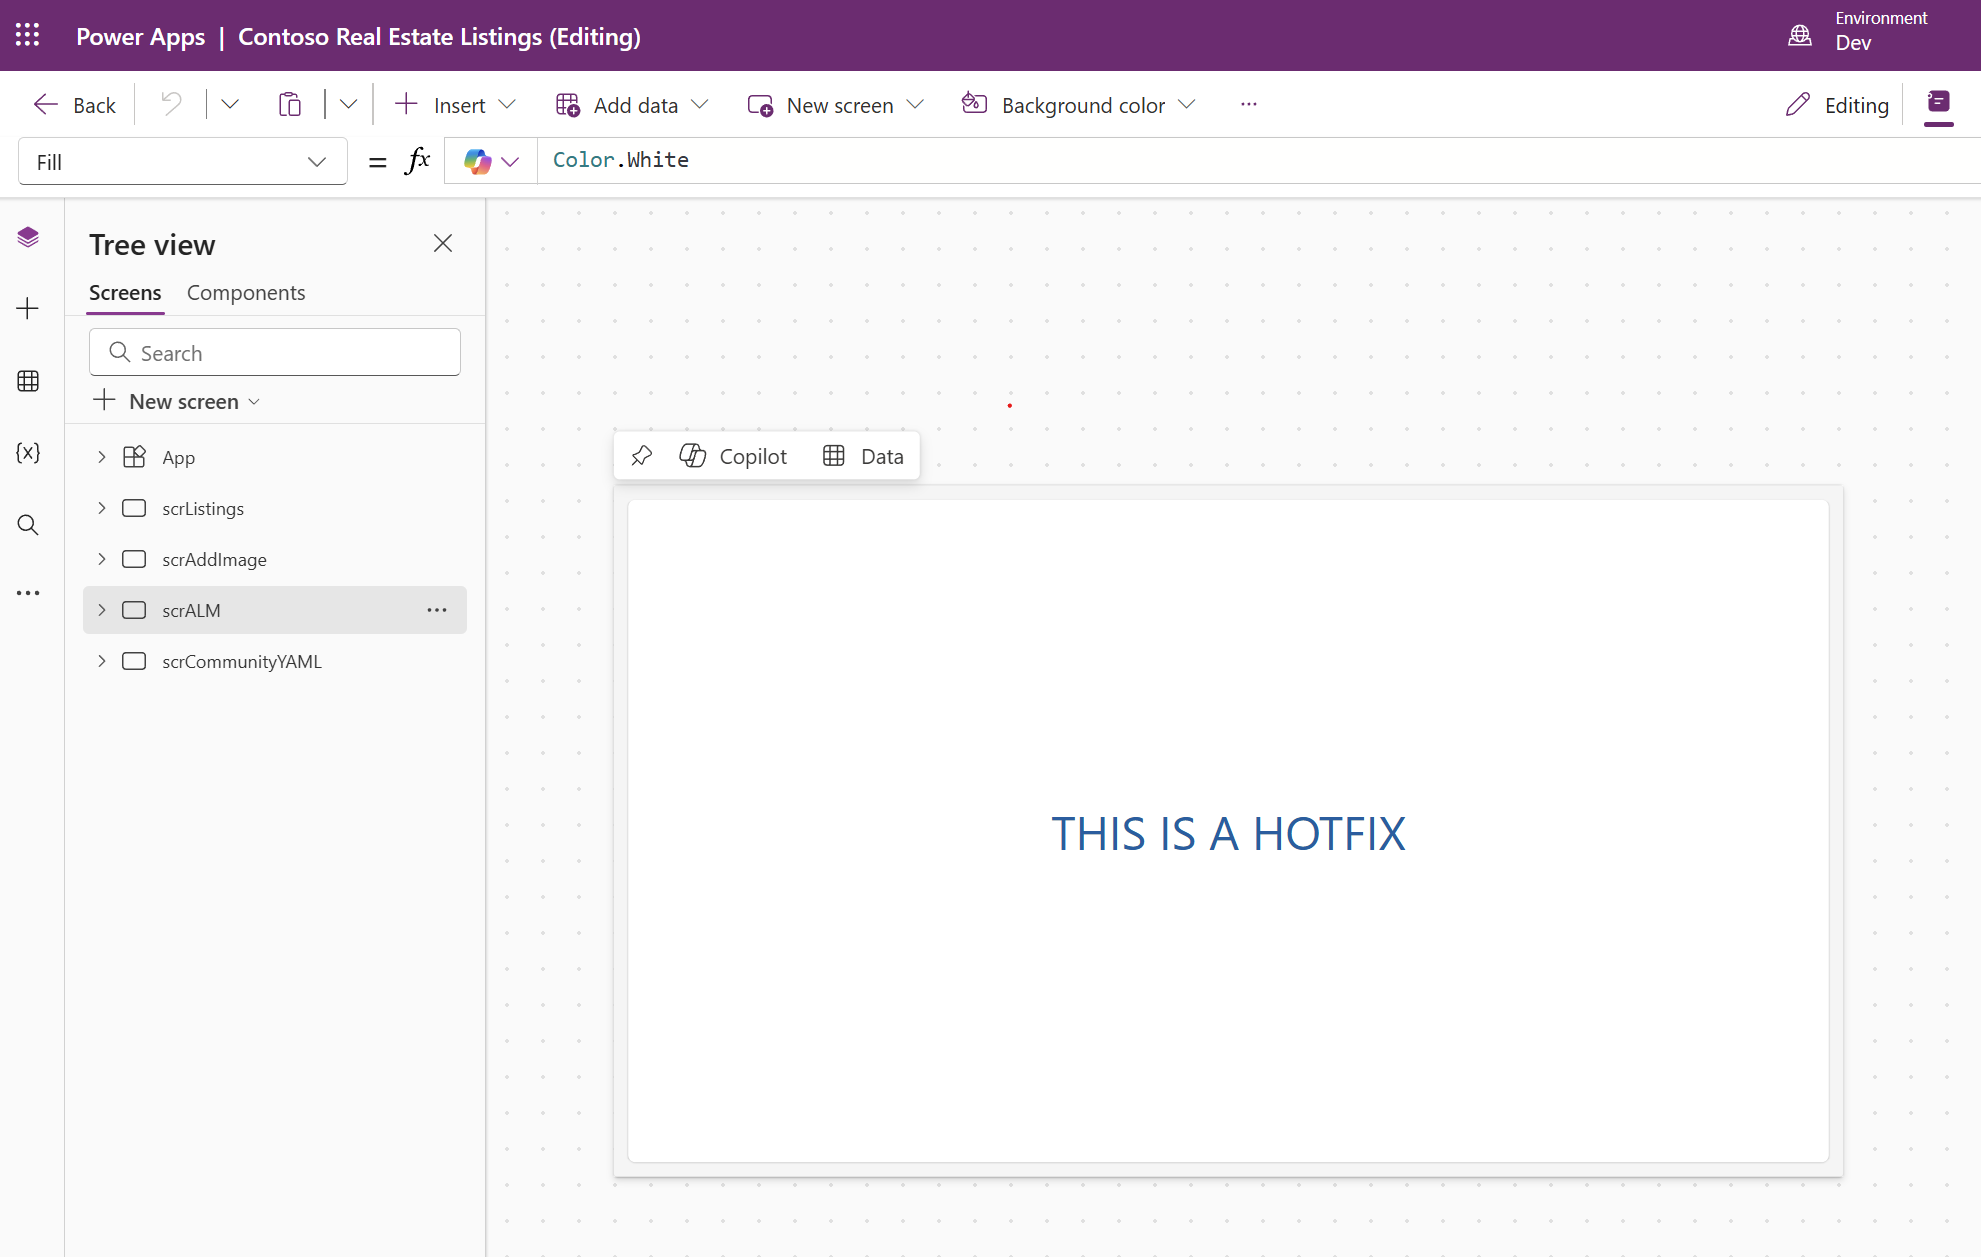 Power Apps | Contoso Real Estate Listings (Editing)
Environment
Dev
Back
Insert
Add data
New screen
Background color
Editing
Fill
= fx
Color.White
Tree view
Screens Components
Search
New screen
App
scrListings
scrAddImage
scrALM
scrCommunityYAML
Copilot Data
THIS IS A HOTFIX